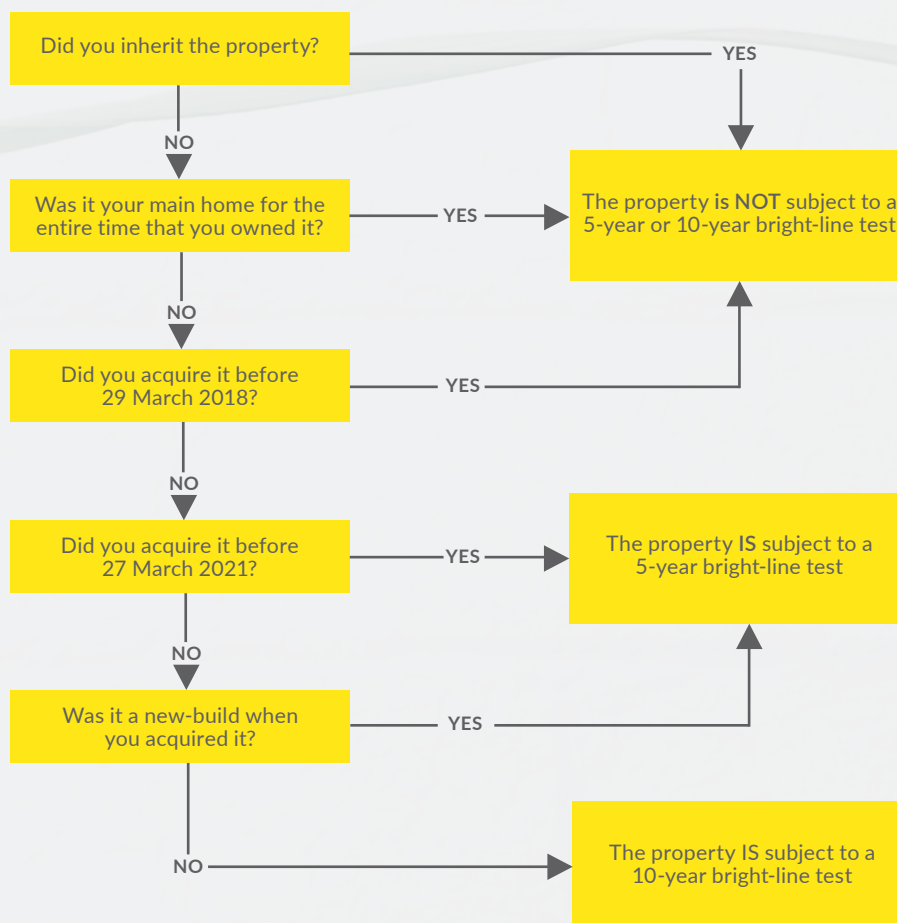 Did you inherit the property?
YES
NO
Was it your main home for the
entire time that you owned it?
YES
The property is NOT subject to a
5-year or 10-year bright-line test
NO
Did you acquire it before
29 March 2018?
YES
NO
Did you acquire it before
27 March 2021?
YES
The property IS subject to a
5-year bright-line test
NO
Was it a new-build when
you acquired it?
YES
NO
The property IS subject to a
10-year bright-line test